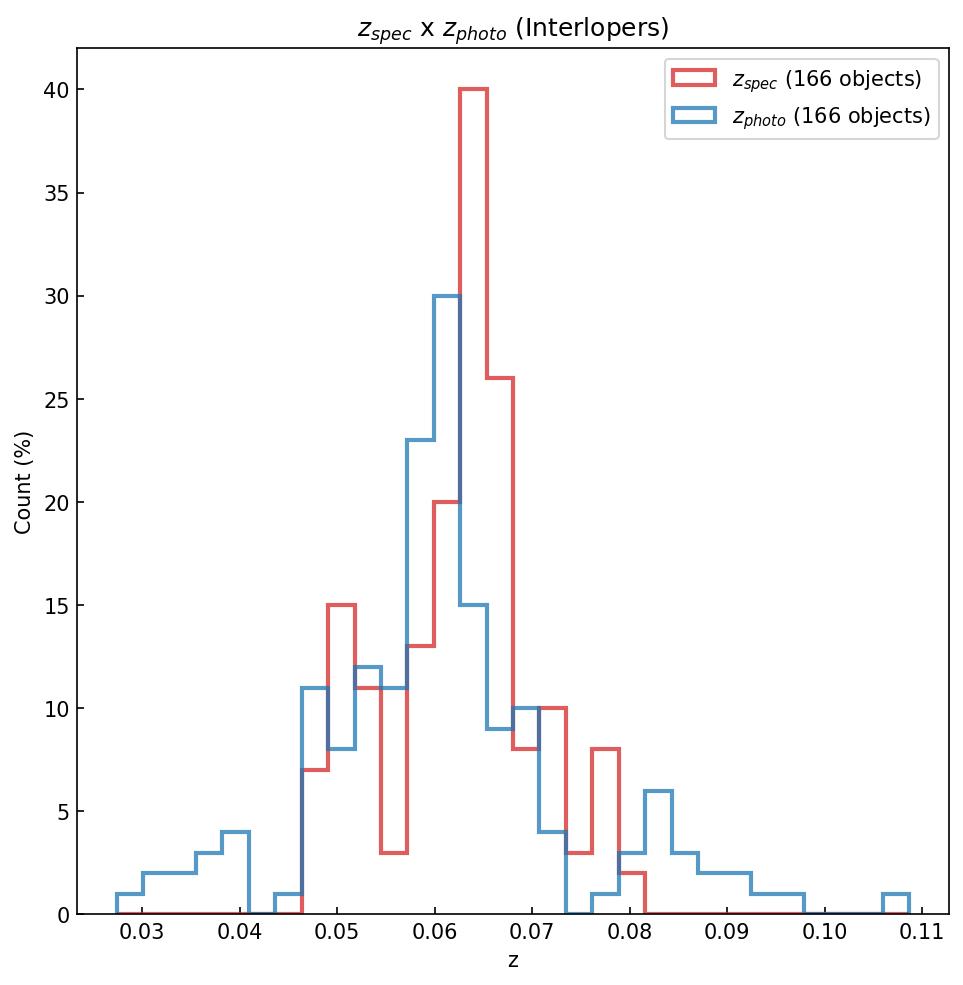 z_spec x z_photo (Interlopers)
z_spec (166 objects)
z_photo (166 objects)
Count (%)
40
35
30
25
20
15
10
5
0
0.03 0.04 0.05 0.06 0.07 0.08 0.09 0.10 0.11
z